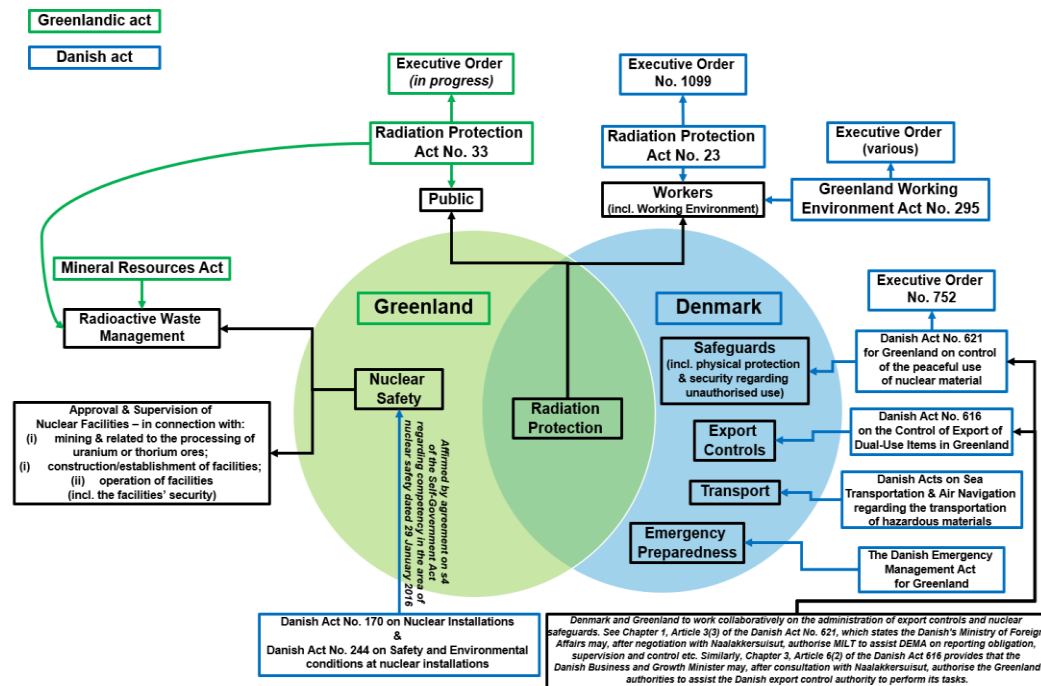 Greenlandic act
Danish act
Executive Order
(in progress)
Radiation Protection
Act No. 33
Public
Executive Order
No. 1099
Radiation Protection
Act No. 23
Workers
(incl. Working Environment)
Executive Order
(various)
Greenland Working
Environment Act No. 295
Mineral Resources Act
Radioactive Waste
Management
Greenland
Denmark
Executive Order
No. 752
Safeguards
(incl. physical protection
& security regarding
unauthorised use)
Danish Act No. 621
for Greenland on control
of the peaceful use
of nuclear material
Nuclear
Safety
Radiation
Protection
Approval & Supervision of
Nuclear Facilities – in connection with:
(i) mining & related to the processing of
uranium or thorium ores;
(i) construction/establishment of facilities;
(ii) operation of facilities
(incl. the facilities' security)
Export
Controls
Danish Act No. 616
on the Control of Export of
Dual-Use Items in Greenland
Transport
Danish Acts on Sea
Transportation & Air Navigation
regarding the transportation
of hazardous materials
Emergency
Preparedness
The Danish Emergency
Management Act
for Greenland
Affirmed by agreement on s4
of the Self-Government Act
regarding competency in the area of
nuclear safety dated 29 January 2016
Danish Act No. 170 on Nuclear Installations
&
Danish Act No. 244 on Safety and Environmental
conditions at nuclear installations
Denmark and Greenland to work collaboratively on the administration of export controls and nuclear
safeguards. See Chapter 1, Article 3(3) of the Danish Act No. 621, which states the Danish's Ministry of Foreign
Affairs may, after negotiation with Naalakkersuisut, authorise MILT to assist DEMA on reporting obligation,
supervision and control etc. Similarly, Chapter 3, Article 6(2) of the Danish Act 616 provides that the
Danish Business and Growth Minister may, after consultation with Naalakkersuisut, authorise the Greenland
authorities to assist the Danish export control authority to perform its tasks.